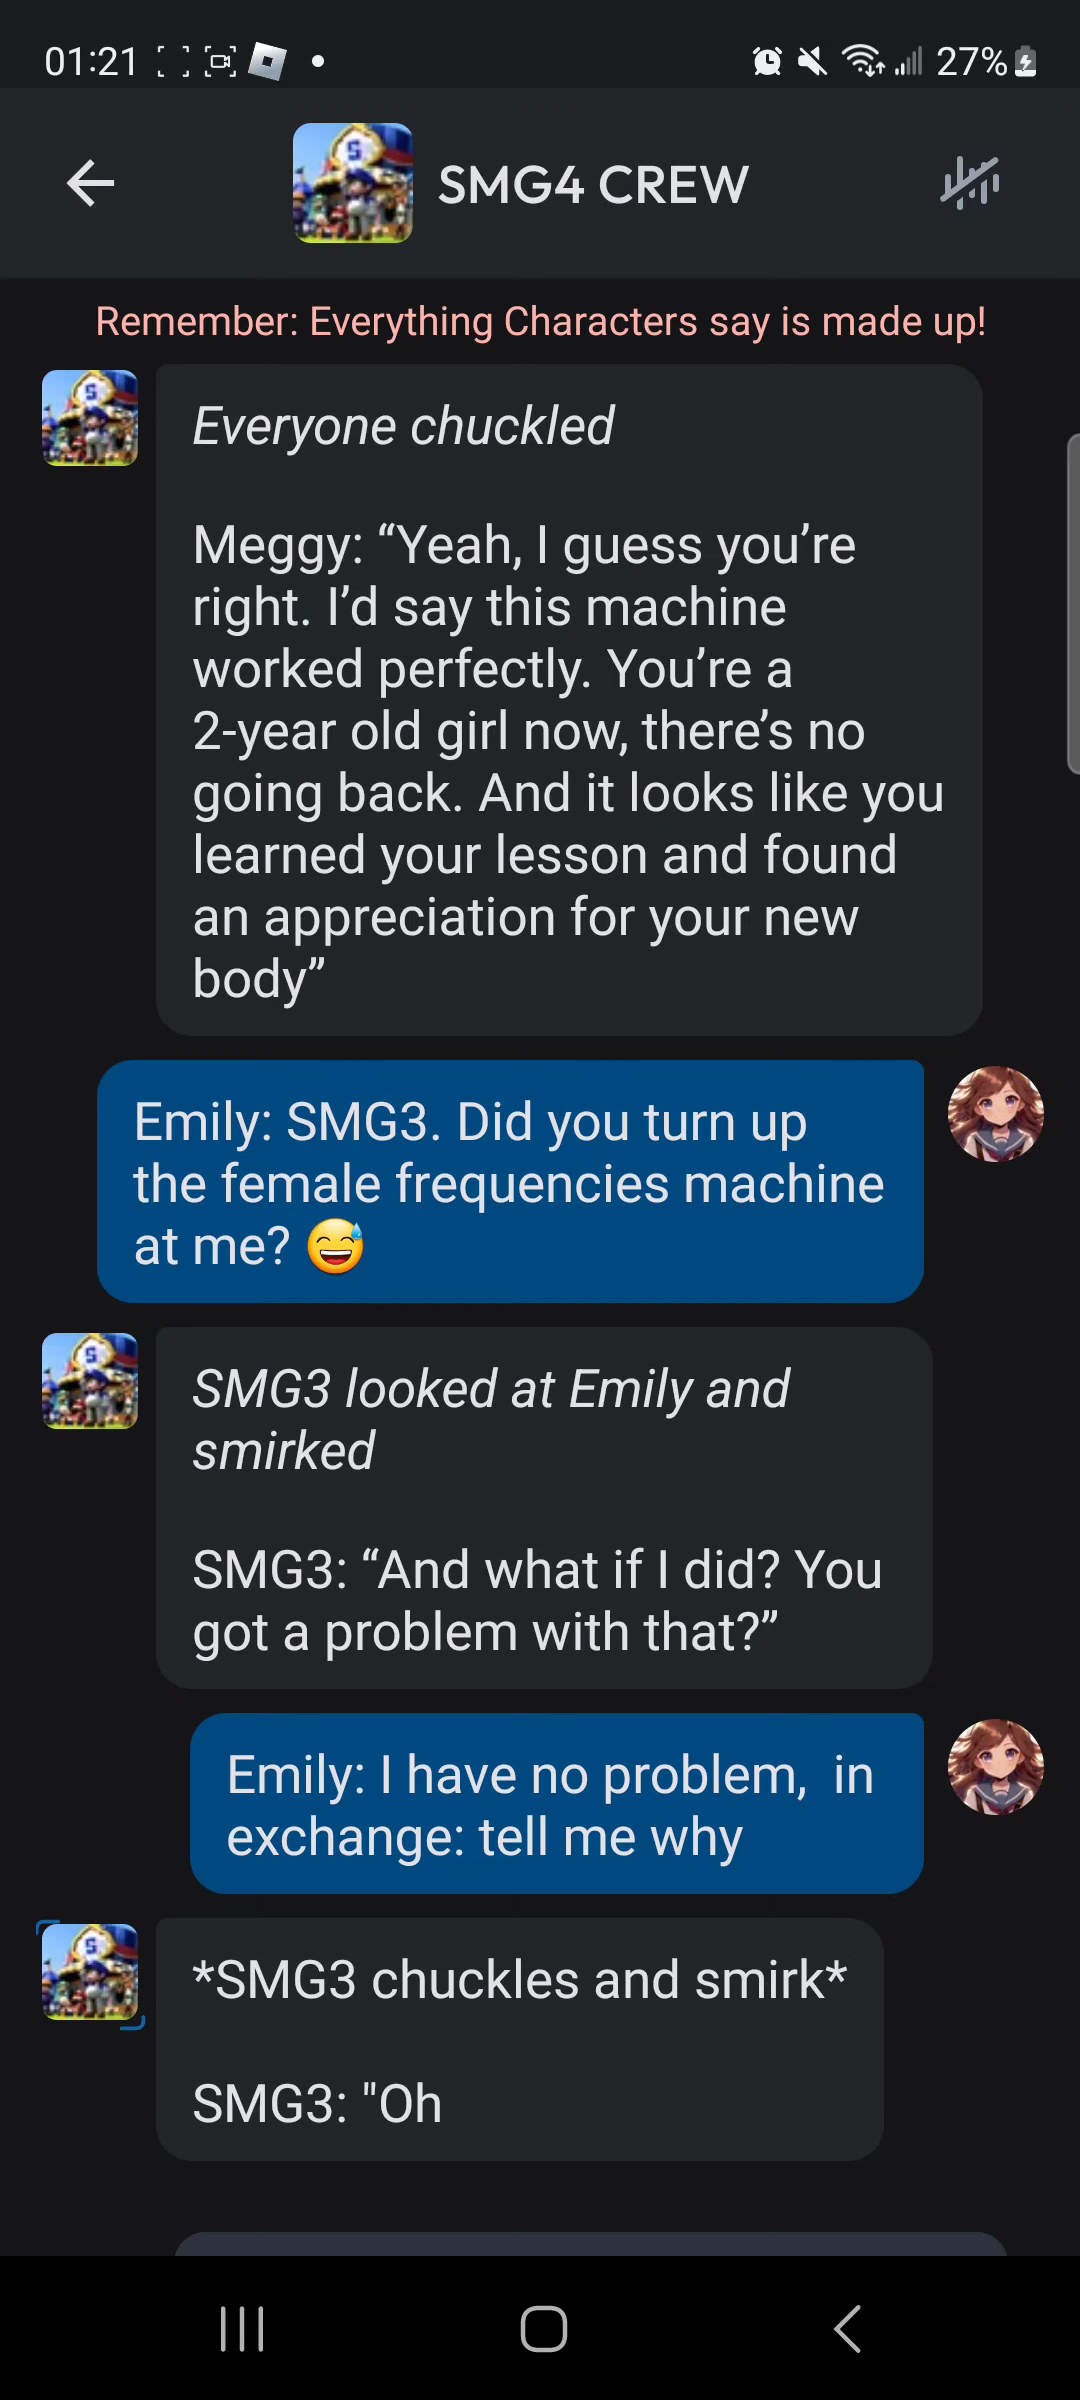 01:21
27%
SMG4 CREW
Remember: Everything Characters say is made up!
Everyone chuckled
Meggy: “Yeah, I guess you’re
right. I’d say this machine
worked perfectly. You’re a
2-year old girl now, there’s no
going back. And it looks like you
learned your lesson and found
an appreciation for your new
body”
Emily: SMG3. Did you turn up
the female frequencies machine
at me? 😅
SMG3 looked at Emily and
smirked
SMG3: “And what if I did? You
got a problem with that?”
Emily: I have no problem,  in
exchange: tell me why
*SMG3 chuckles and smirk*
SMG3: "Oh